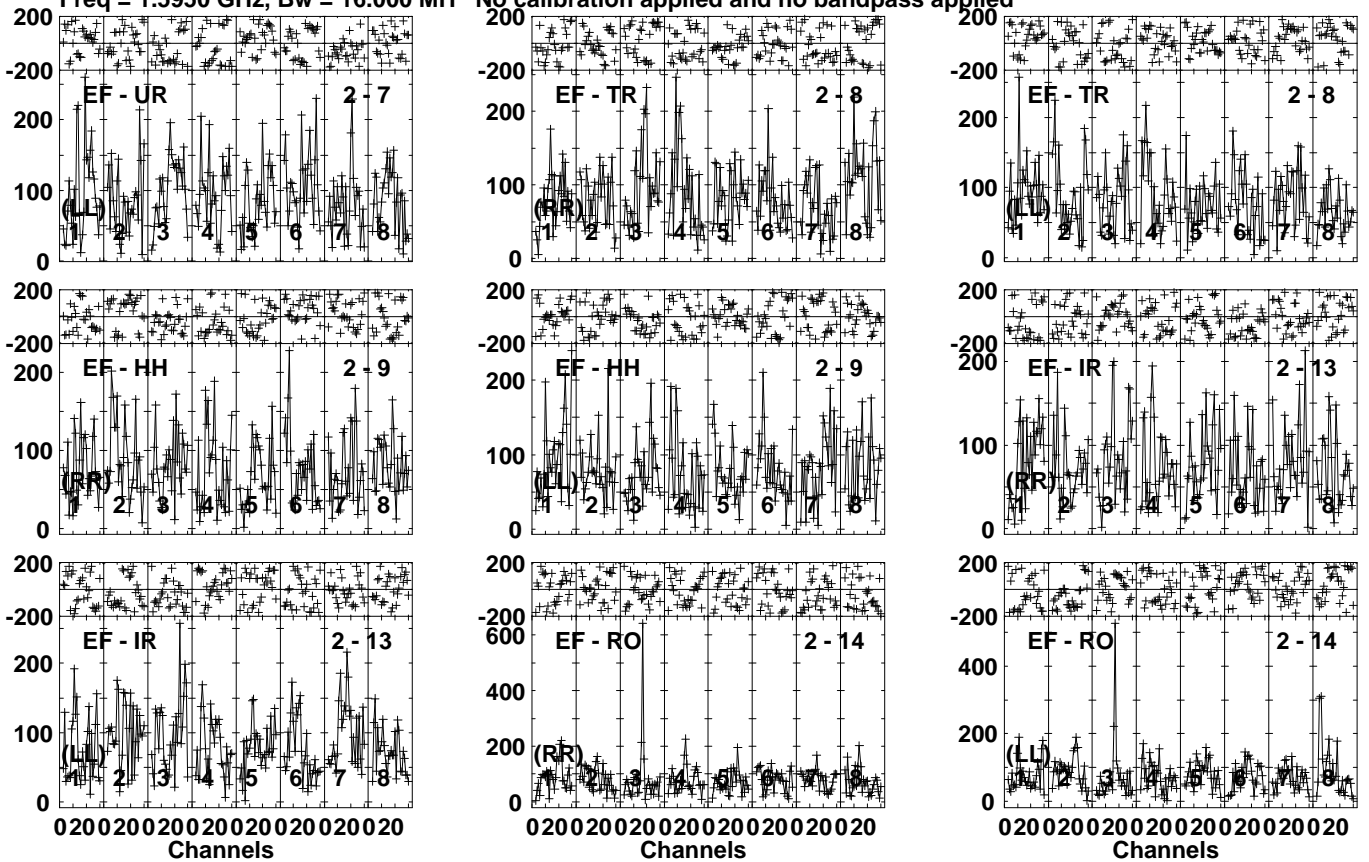 Freq = 1.5950 GHz, Bw = 16.000 MH No calibration applied and no bandpass applied
200 200 200
-200 -200 -200
EF - UR 2 - 7 EF - TR 2 - 8 EF - TR 2 - 8
200 200 200
100 100 100
(LL) (RR) (LL)
1 2 3 4 5 6 7 8 1 2 3 4 5 6 7 8 1 2 3 4 5 6 7 8
0 0 0
200 200 200
-200 -200 -200
EF - HH 2 - 9 EF - HH 2 - 9 EF - IR 2 - 13
200 200 200
100 100 100
(RR) (LL) (RR)
1 2 3 4 5 6 7 8 1 2 3 4 5 6 7 8 1 2 3 4 5 6 7 8
0 0 0
200 200 200
-200 -200 -200
EF - IR 2 - 13 EF - RO 2 - 14 EF - RO 2 - 14
200 600 400
100 400 200
200
(LL) (RR) (LL)
1 2 3 4 5 6 7 8 1 2 3 4 5 6 7 8 1 2 3 4 5 6 7 8
0 0 0
0 20 0 20 0 20 0 20 0 20 0 20 0 20 0 20 0 20 0 20 0 20 0 20 0 20 0 20 0 20 0 20 0 20 0 20 0 20 0 20 0 20 0 20 0 20 0 20
Channels Channels Channels